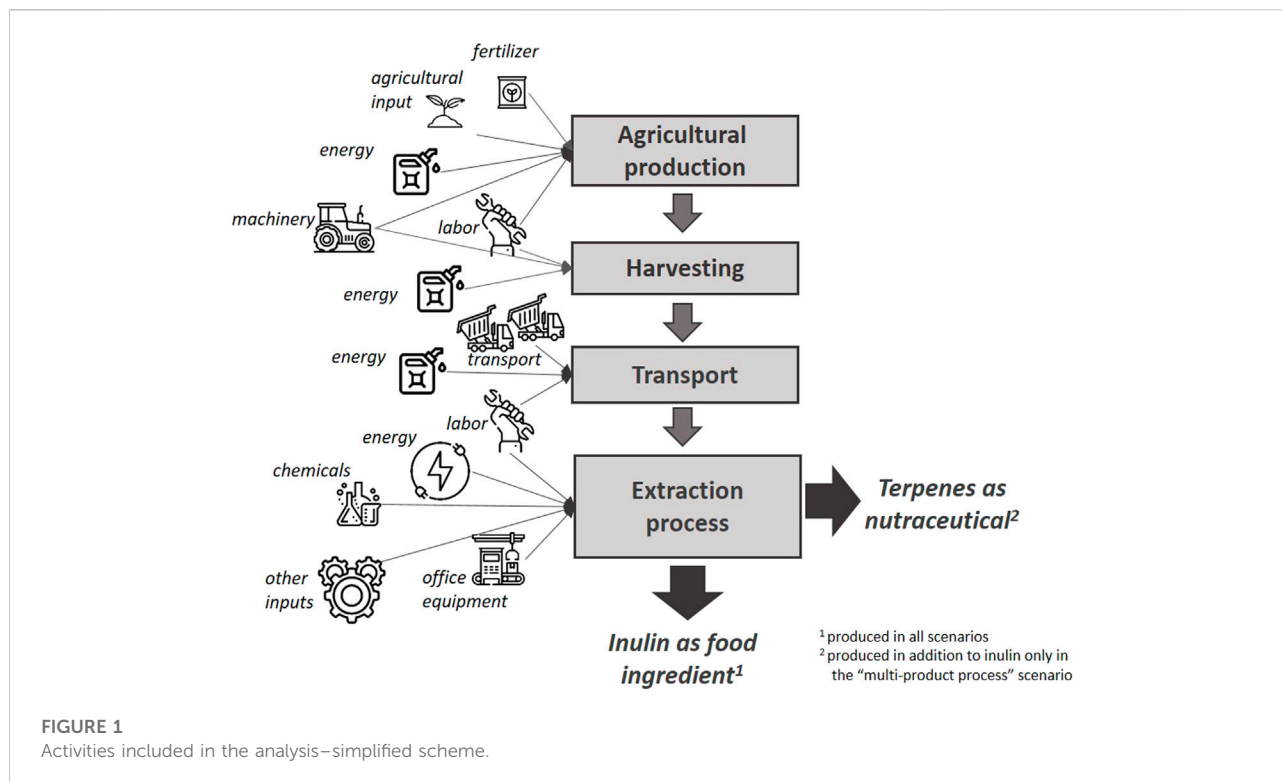 fertilizer
agricultural
input
energy
machinery
labor
energy
energy
transport
labor
energy
chemicals
other
inputs
office
equipment
Agricultural
production
Harvesting
Transport
Extraction
process
Terpenes as
nutraceutical²
Inulin as food
ingredient¹
¹ produced in all scenarios
² produced in addition to inulin only in
the “multi-product process” scenario
FIGURE 1
Activities included in the analysis–simplified scheme.